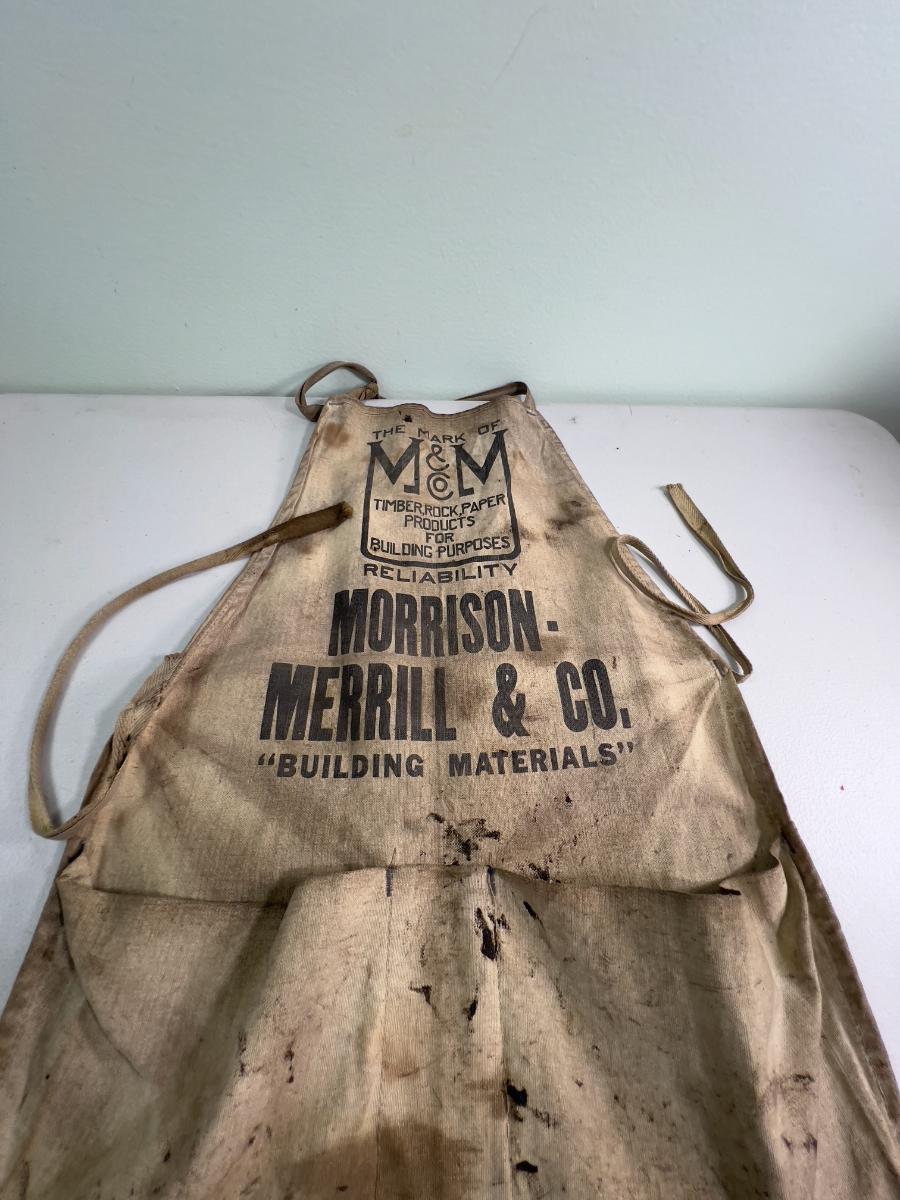 THE MARK OF
M & CO M
TIMBER, ROCK, PAPER
PRODUCTS
FOR
BUILDING PURPOSES
RELIABILITY
MORRISON-
MERRILL & CO.
"BUILDING MATERIALS"